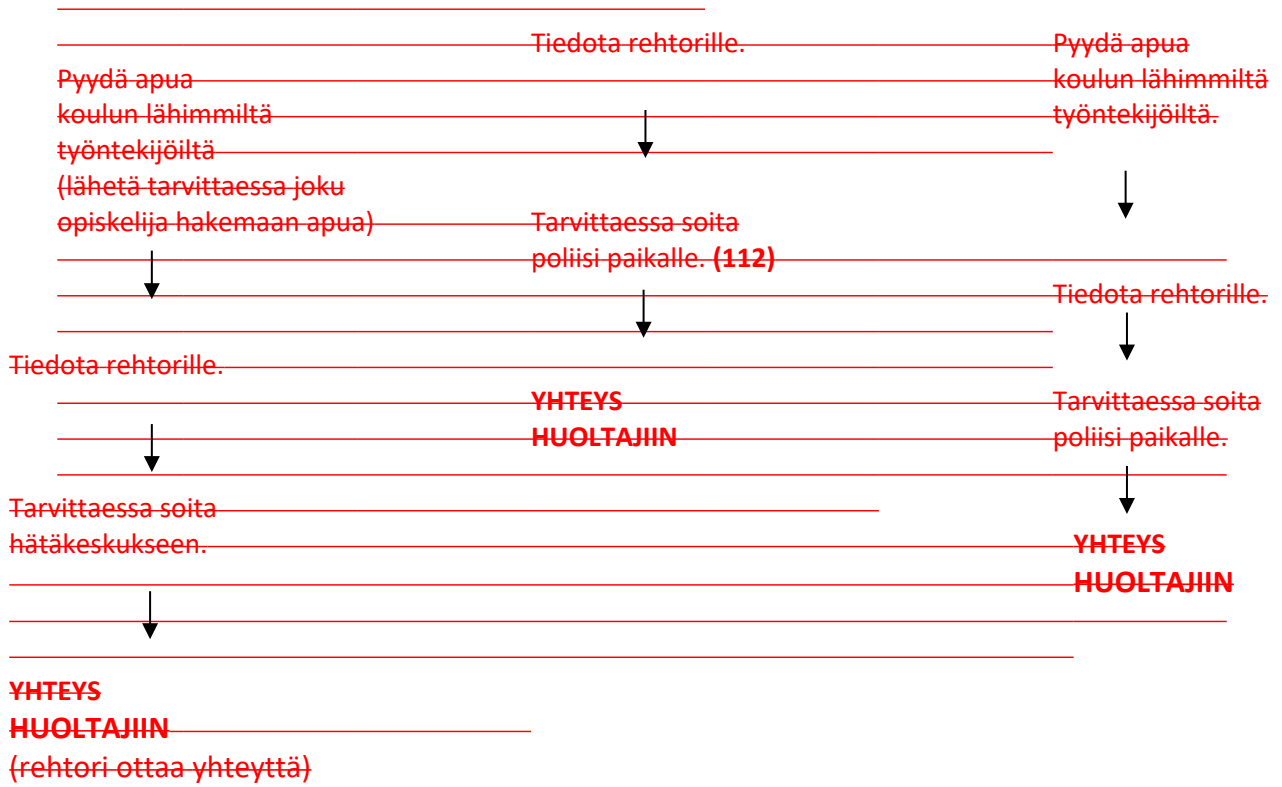 Tiedota rehtorille.
Pyydä apua
Pyydä apua
koulun lähimmiltä
koulun lähimmiltä
työntekijöiltä.
työntekijöiltä
(lähetä tarvittaessa joku
opiskelija hakemaan apua)
Tarvittaessa soita
poliisi paikalle. (112)
Tiedota rehtorille.
Tiedota rehtorille.
YHTEYS
HUOLTAJIIN
Tarvittaessa soita
poliisi paikalle.
Tarvittaessa soita
hätäkeskukseen.
YHTEYS
HUOLTAJIIN
YHTEYS
HUOLTAJIIN
(rehtori ottaa yhteyttä)